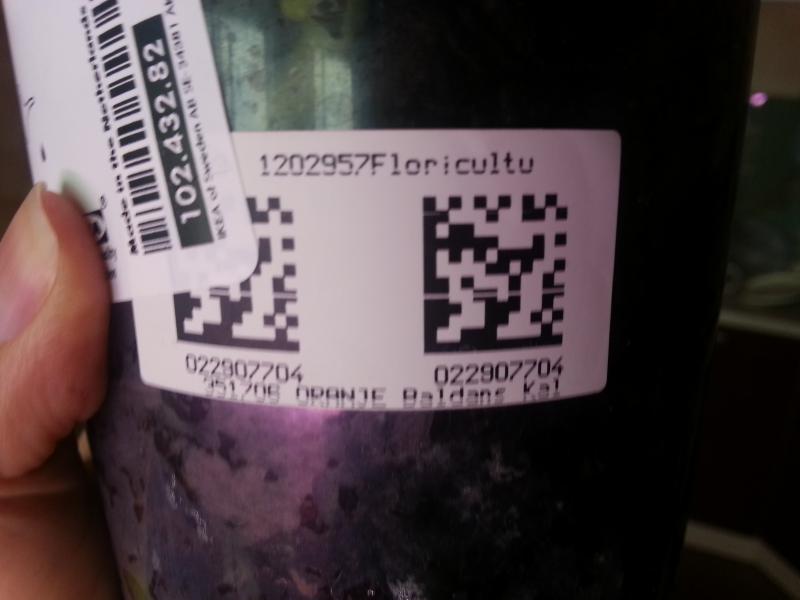 Made in the Netherlands
102.432.82
IKEA of Sweden AB SE-34381
1202957Floricultu
022907704
022907704
351706 ORANJE Baldans Kal